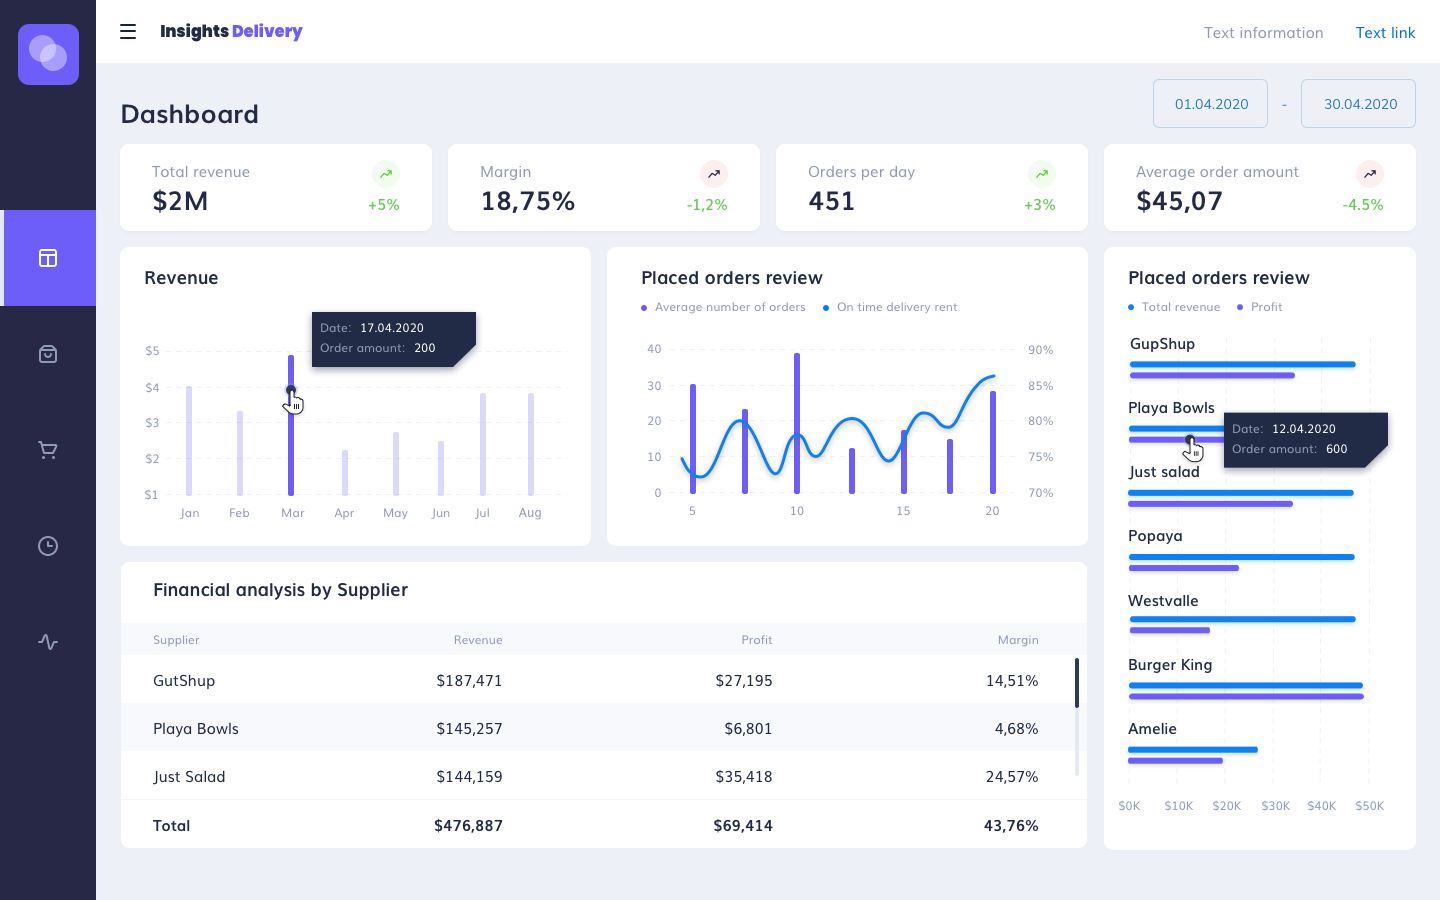 Insights Delivery
Text information Text link
Dashboard
01.04.2020 - 30.04.2020
Total revenue
$2M +5%
Margin
18,75% -1,2%
Orders per day
451 +3%
Average order amount
$45,07 -4.5%
Revenue
Date: 17.04.2020
Order amount: 200
$5
$4
$3
$2
$1
Jan Feb Mar Apr May Jun Jul Aug
Placed orders review
Average number of orders On time delivery rent
40 90%
30 85%
20 80%
10 75%
0 70%
5 10 15 20
Placed orders review
Total revenue Profit
GupShup
Playa Bowls
Date: 12.04.2020
Order amount: 600
Just salad
Popaya
Westvalle
Burger King
Amelie
$0K $10K $20K $30K $40K $50K
Financial analysis by Supplier
Supplier Revenue Profit Margin
GutShup $187,471 $27,195 14,51%
Playa Bowls $145,257 $6,801 4,68%
Just Salad $144,159 $35,418 24,57%
Total $476,887 $69,414 43,76%